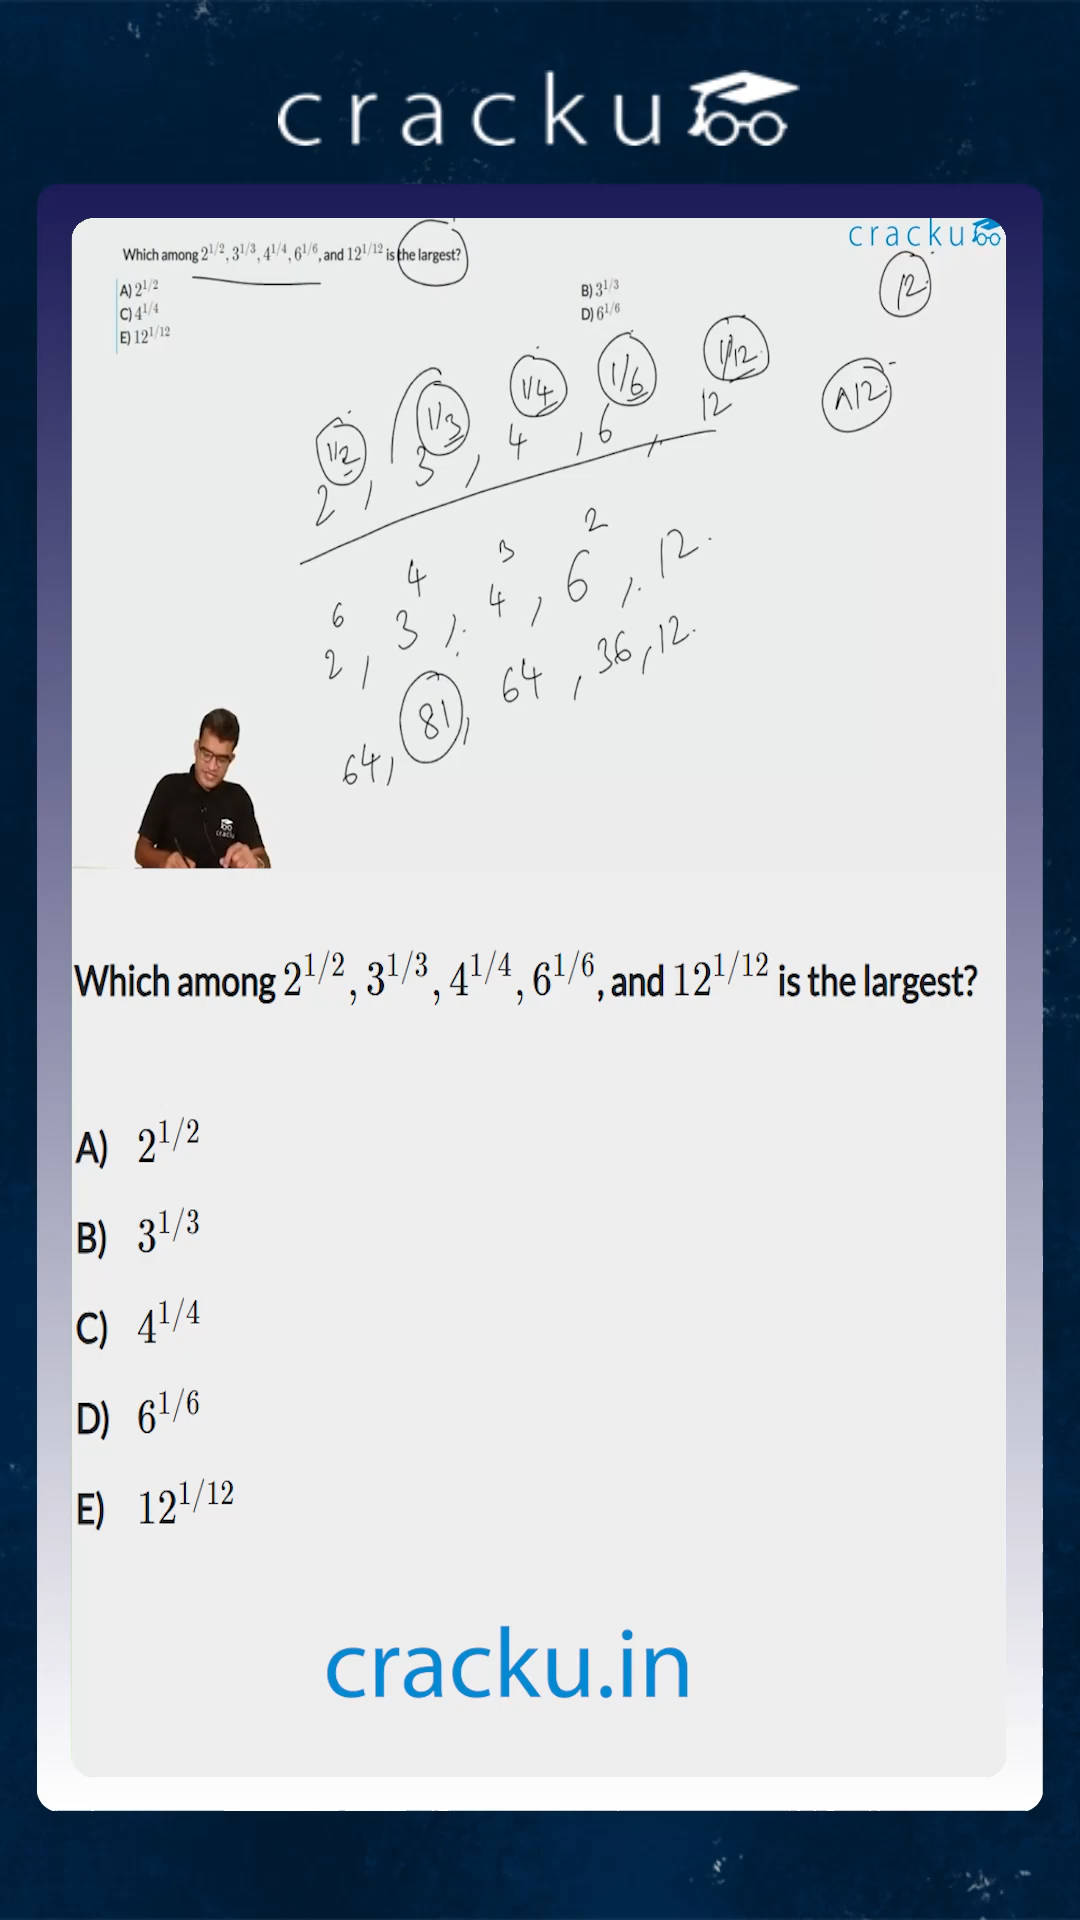 cracku
cracku
Which among 2^{1/2}, 3^{1/3}, 4^{1/4}, 6^{1/6}, and 12^{1/12} is the largest?
A) 2^{1/2}
B) 3^{1/3}
C) 4^{1/4}
D) 6^{1/6}
E) 12^{1/12}
12
2^{1/2}, 3^{1/3}, 4^{1/4}, 6^{1/6}, 12^{1/12}
^12
2^6, 3^4, 4^3, 6^2, 12
64, 81, 64, 36, 12
cracku
Which among 2^{1/2}, 3^{1/3}, 4^{1/4}, 6^{1/6}, and 12^{1/12} is the largest?
A) 2^{1/2}
B) 3^{1/3}
C) 4^{1/4}
D) 6^{1/6}
E) 12^{1/12}
cracku.in